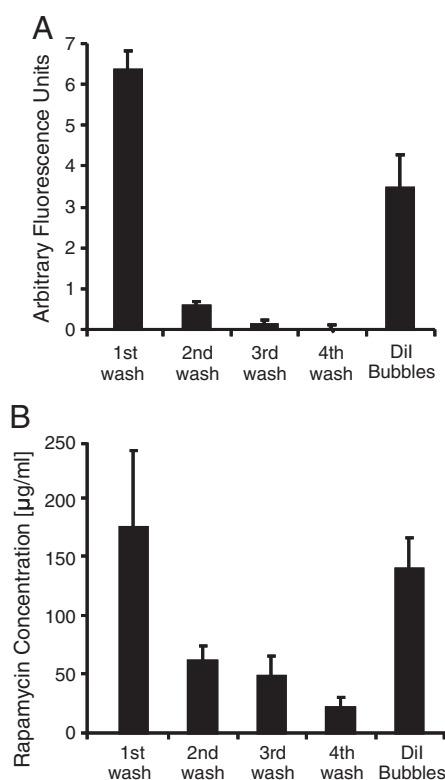 A
Arbitrary Fluorescence Units
7
6
5
4
3
2
1
0
1st wash
2nd wash
3rd wash
4th wash
Dil Bubbles
B
Rapamycin Concentration [µg/ml]
250
200
150
100
50
0
1st wash
2nd wash
3rd wash
4th wash
Dil Bubbles